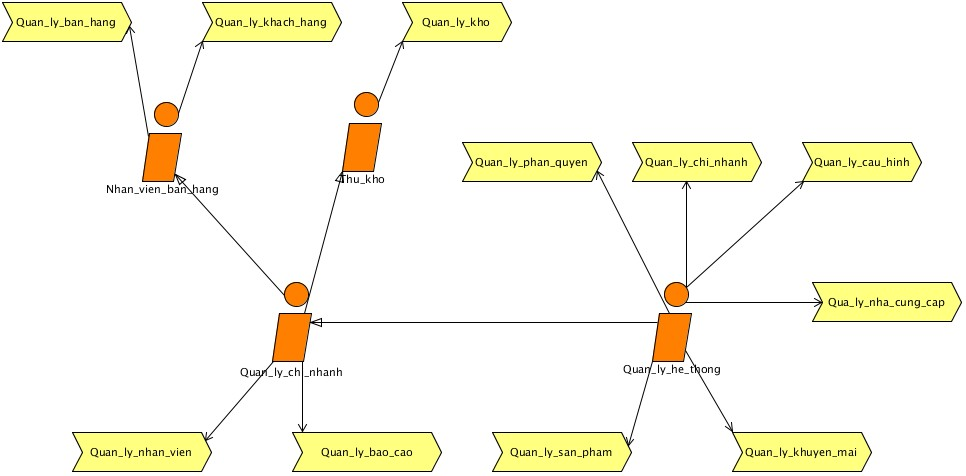 Quan_ly_ban_hang
Quan_ly_khach_hang
Quan_ly_kho
Quan_ly_phan_quyen
Quan_ly_chi_nhanh
Quan_ly_cau_hinh
Nhan_vien_ban_hang
Thu_kho
Qua_ly_nha_cung_cap
Quan_ly_chi_nhanh
Quan_ly_he_thong
Quan_ly_nhan_vien
Quan_ly_bao_cao
Quan_ly_san_pham
Quan_ly_khuyen_mai